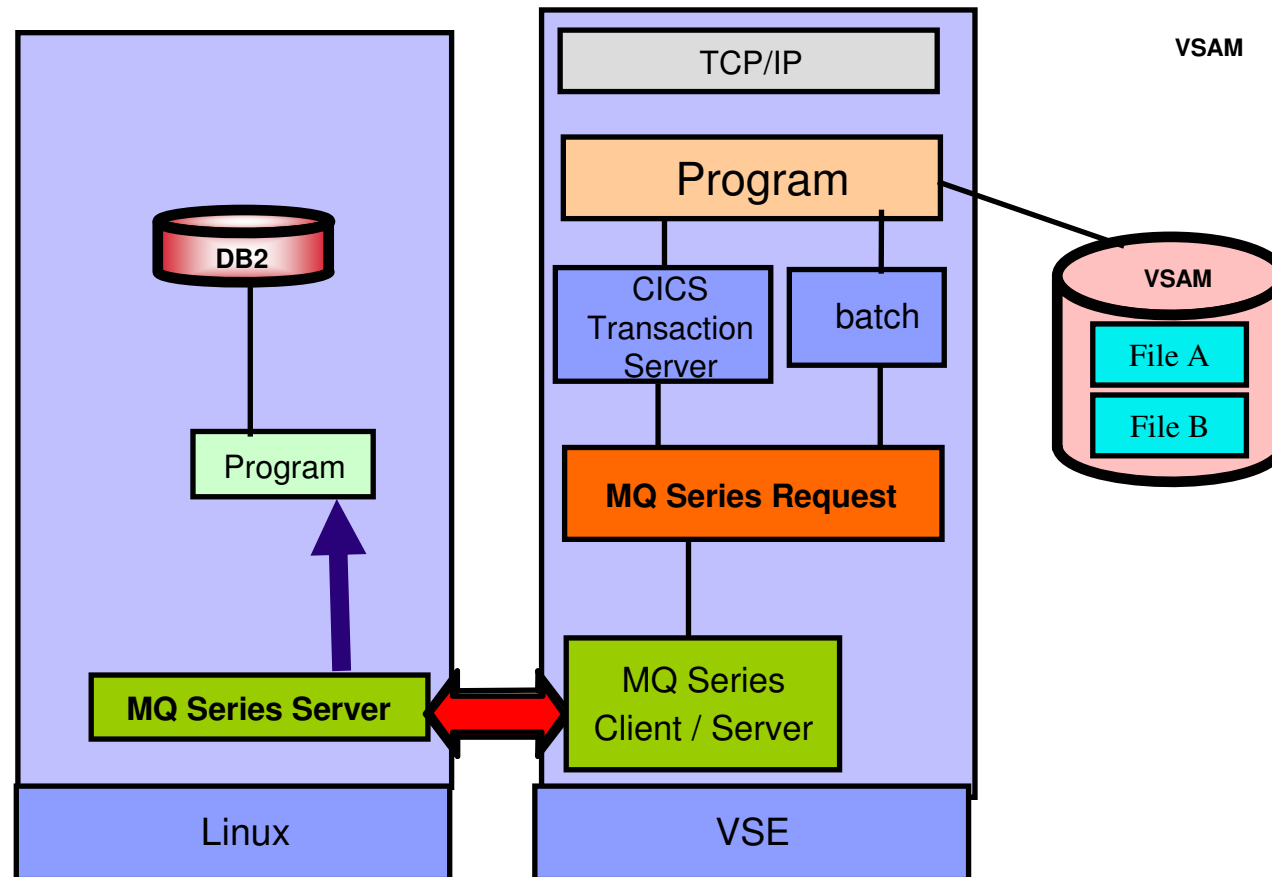 VSAM
TCP/IP
Program
VSAM
File A
File B
CICS
Transaction
Server
batch
DB2
Program
MQ Series Request
MQ Series Server
MQ Series
Client / Server
Linux
VSE